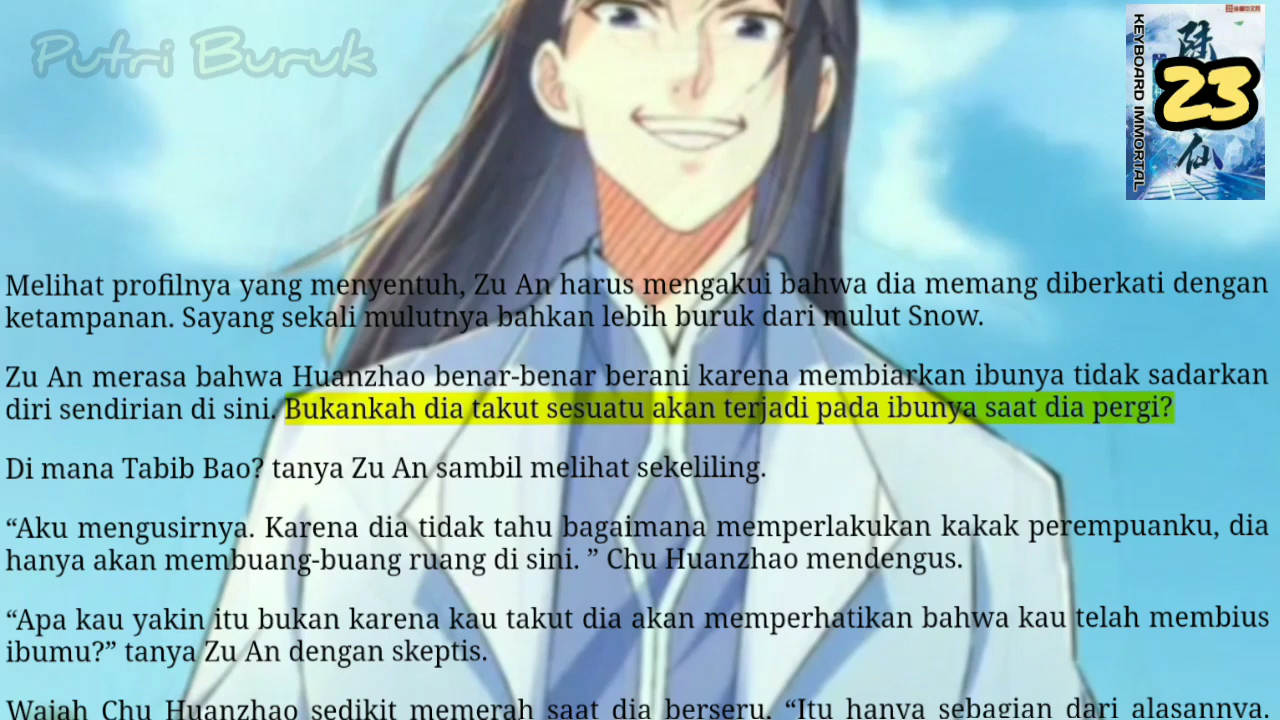 Putri Buruk
陸
仙
KEYBOARD IMMORTAL
23
Melihat profilnya yang menyentuh, Zu An harus mengakui bahwa dia memang diberkati dengan
ketampanan. Sayang sekali mulutnya bahkan lebih buruk dari mulut Snow.
Zu An merasa bahwa Huanzhao benar-benar berani karena membiarkan ibunya tidak sadarkan
diri sendirian di sini. Bukankah dia takut sesuatu akan terjadi pada ibunya saat dia pergi?
Di mana Tabib Bao? tanya Zu An sambil melihat sekeliling.
“Aku mengusirnya. Karena dia tidak tahu bagaimana memperlakukan kakak perempuanku, dia
hanya akan membuang-buang ruang di sini. ” Chu Huanzhao mendengus.
“Apa kau yakin itu bukan karena kau takut dia akan memperhatikan bahwa kau telah membius
ibumu?” tanya Zu An dengan skeptis.
Wajah Chu Huanzhao sedikit memerah saat dia berseru. “Itu hanya sebagian dari alasannya.